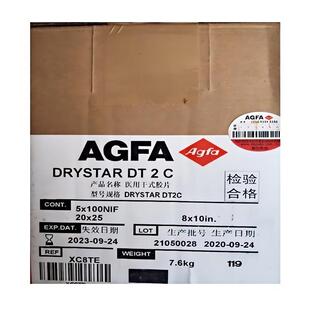 AGFA
AGFA Agfa
DRYSTAR DT 2 C
产品名称 医用干式胶片
型号规格 DRYSTAR DT2C
检验
合格
CONT. 5x100NIF
20x25 8x10in.
EXP.DAT. 失效日期 LOT 生产批号 生产日期
2023-09-24 21050028 2020-09-24
REF XC8TE WEIGHT 7.6kg 119